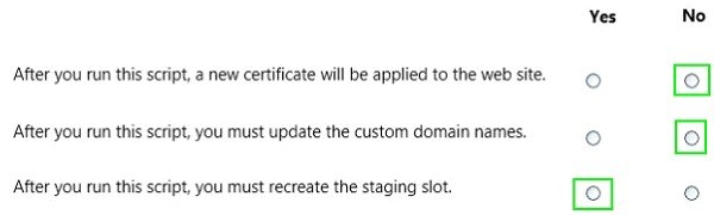 Yes No
After you run this script, a new certificate will be applied to the web site.
After you run this script, you must update the custom domain names.
After you run this script, you must recreate the staging slot.